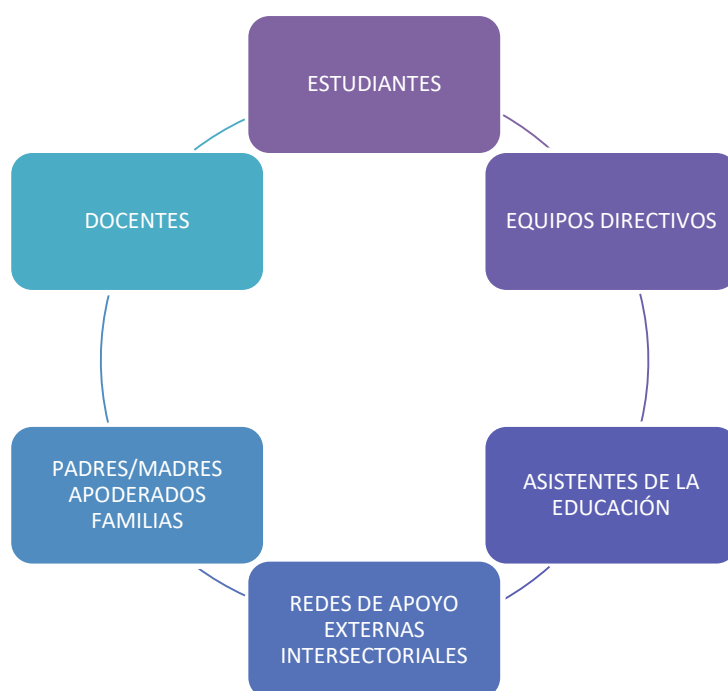 ESTUDIANTES
EQUIPOS DIRECTIVOS
ASISTENTES DE LA
EDUCACIÓN
REDES DE APOYO
EXTERNAS
INTERSECTORIALES
PADRES/MADRES
APODERADOS
FAMILIAS
DOCENTES